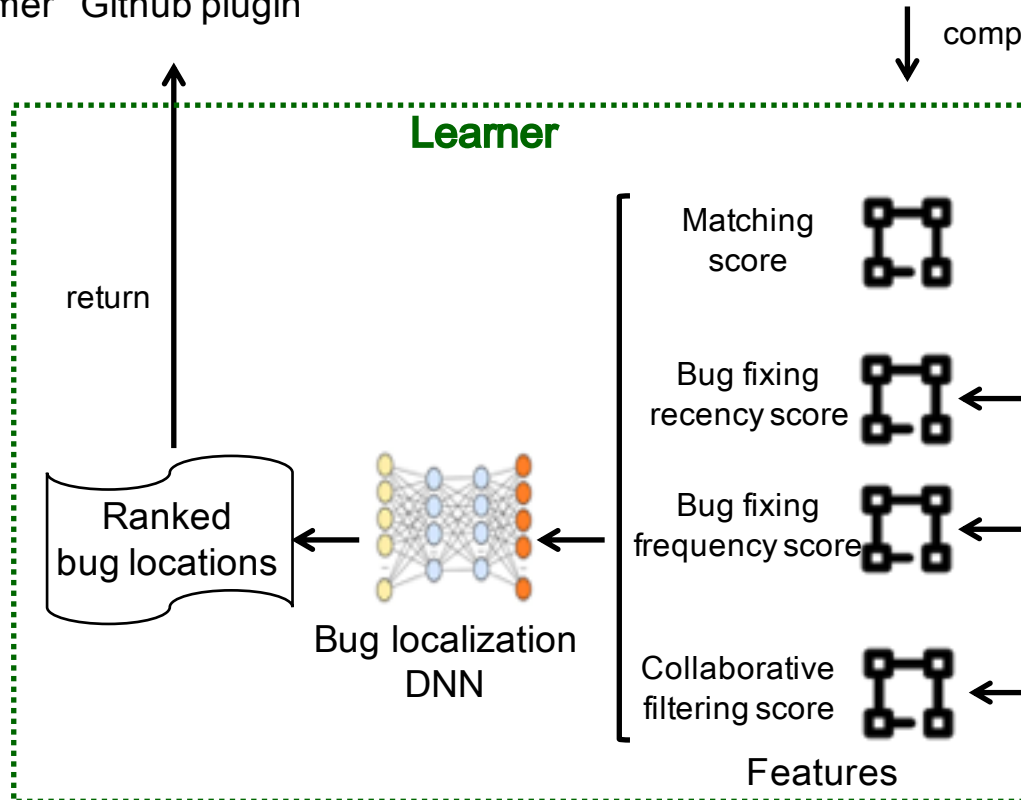 Github plugin
comp
Learner
Matching
score
return
Bug fixing
recency score
Bug fixing
frequency score
Ranked
bug locations
Bug localization
DNN
Collaborative
filtering score
Features